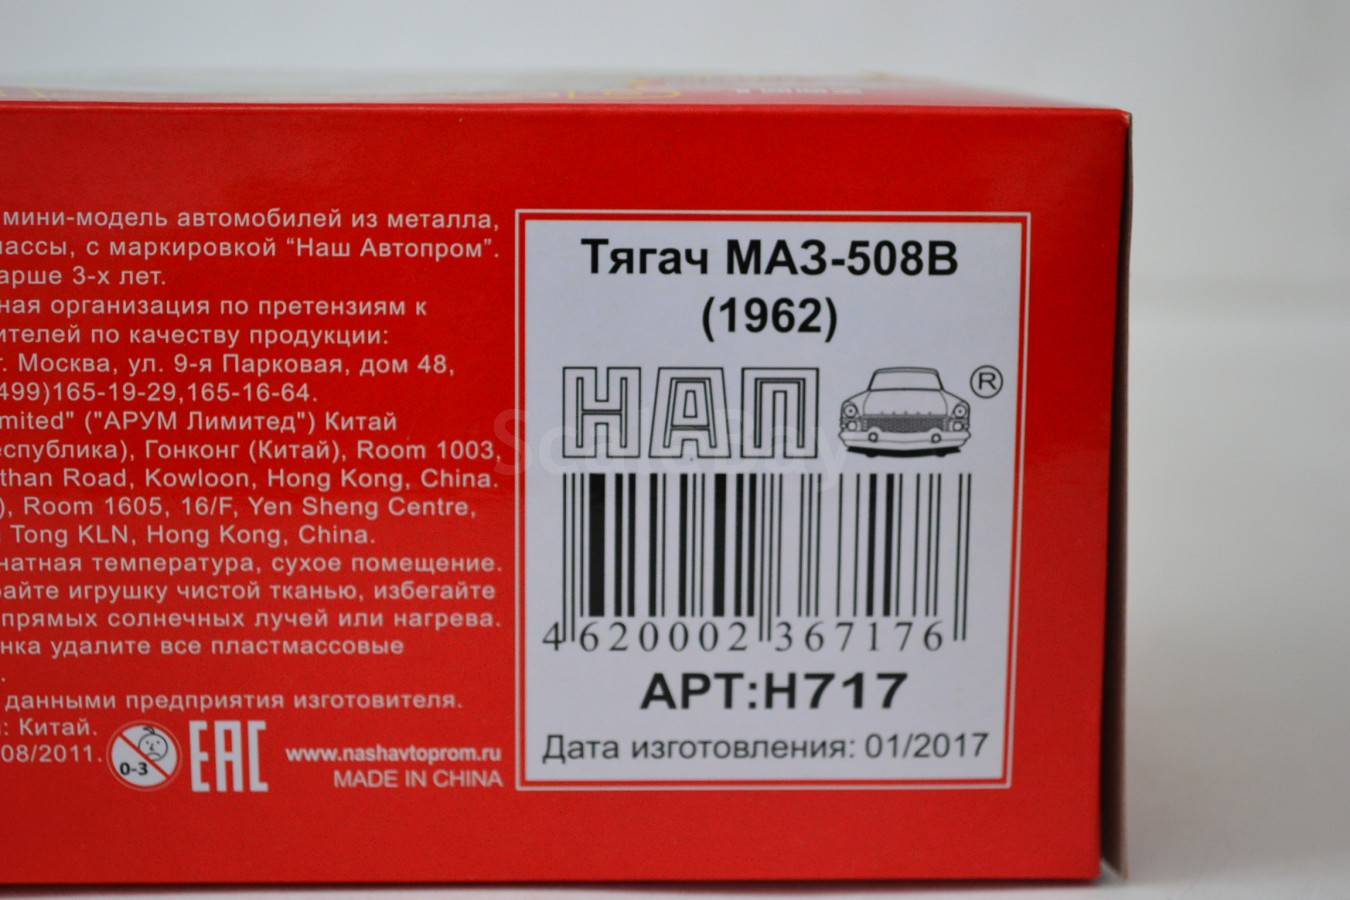 мини-модель автомобилей из металла,
ассы, с маркировкой “Наш Автопром”.
арше 3-х лет.
ная организация по претензиям к
ителей по качеству продукции:
г. Москва, ул. 9-я Парковая, дом 48,
499)165-19-29,165-16-64.
mited" ("АРУМ Лимитед") Китай
еспублика), Гонконг (Китай), Room 1003,
than Road, Kowloon, Hong Kong, China.
), Room 1605, 16/F, Yen Sheng Centre,
Tong KLN, Hong Kong, China.
натная температура, сухое помещение.
айте игрушку чистой тканью, избегайте
прямых солнечных лучей или нагрева.
нка удалите все пластмассовые
.
данными предприятия изготовителя.
: Китай.
08/2011.
0-3
EAC
www.nashavtoprom.ru
MADE IN CHINA
Тягач МАЗ-508В
(1962)
НАП ®
4 620002 367176
АРТ:Н717
Дата изготовления: 01/2017
ScaleBay